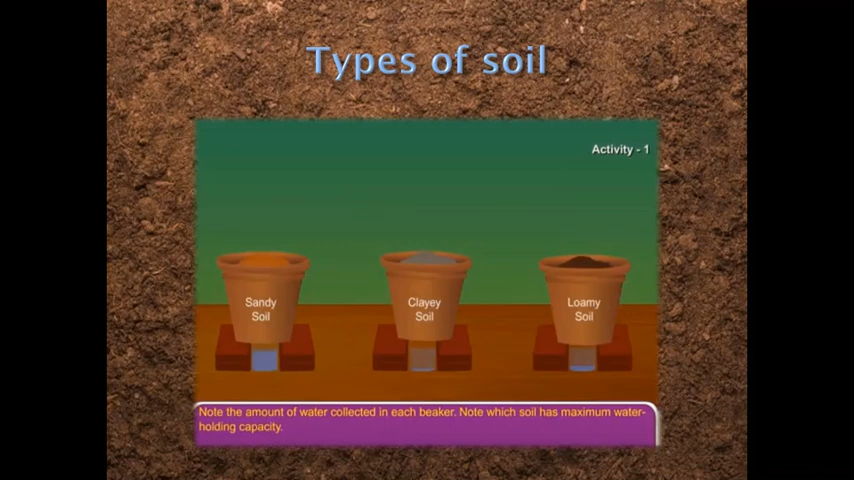 Types of soil
Activity - 1
Sandy
Soil
Clayey
Soil
Loamy
Soil
Note the amount of water collected in each beaker. Note which soil has maximum water-
holding capacity.